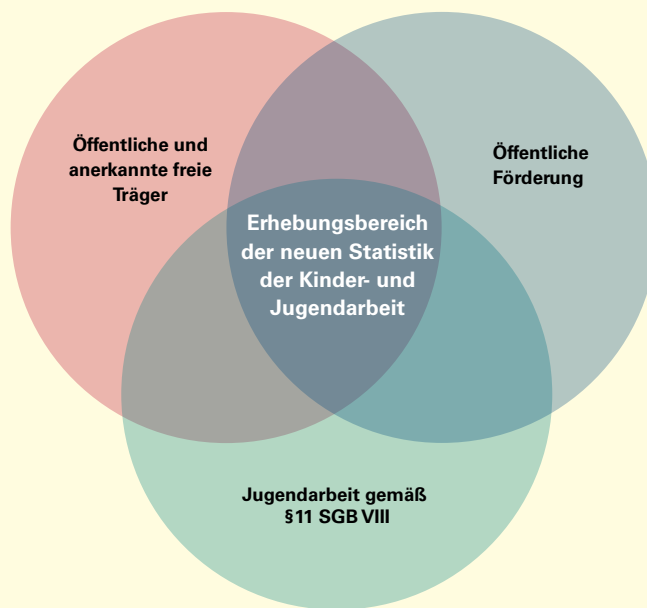 Öffentliche und
anerkannte freie
Träger
Öffentliche
Förderung
Erhebungsbereich
der neuen Statistik
der Kinder- und
Jugendarbeit
Jugendarbeit gemäß
§11 SGB VIII